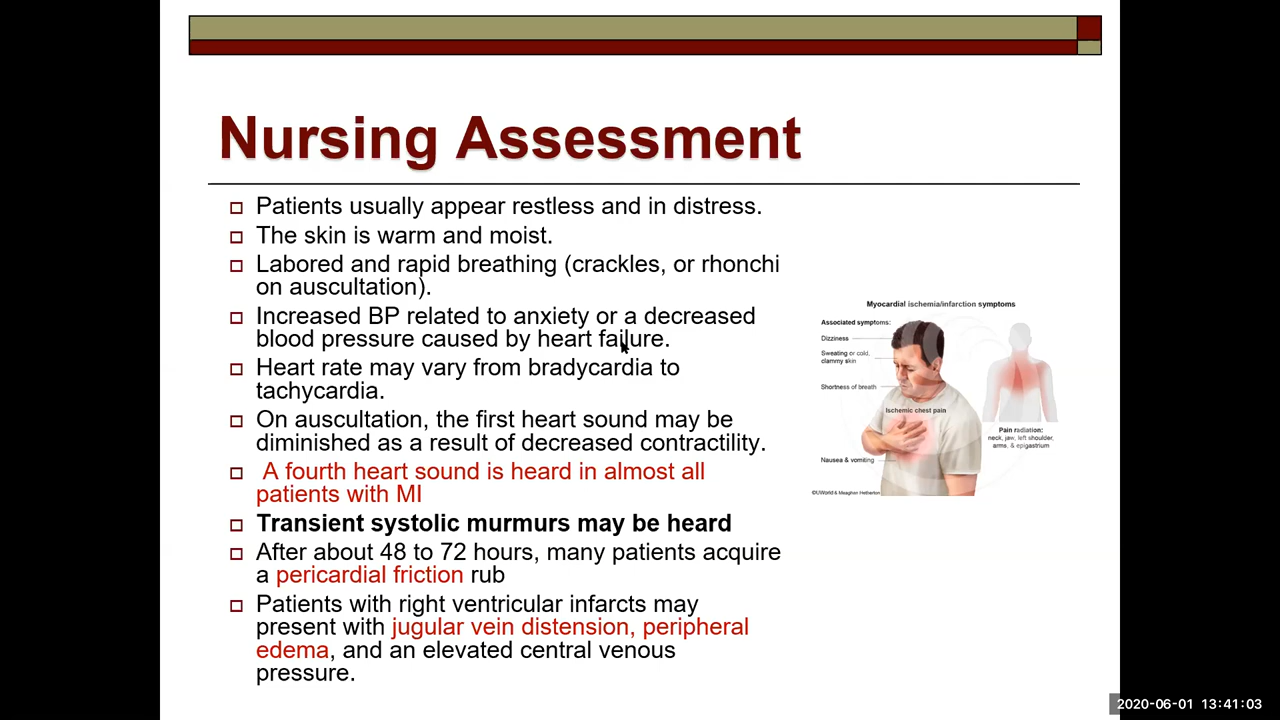 Nursing Assessment
Patients usually appear restless and in distress.
The skin is warm and moist.
Labored and rapid breathing (crackles, or rhonchi
on auscultation).
Increased BP related to anxiety or a decreased
blood pressure caused by heart failure.
Heart rate may vary from bradycardia to
tachycardia.
On auscultation, the first heart sound may be
diminished as a result of decreased contractility.
A fourth heart sound is heard in almost all
patients with MI
Transient systolic murmurs may be heard
After about 48 to 72 hours, many patients acquire
a pericardial friction rub
Patients with right ventricular infarcts may
present with jugular vein distension, peripheral
edema, and an elevated central venous
pressure.
Myocardial ischemia/infarction symptoms
Associated symptoms:
Dizziness
Sweating or cold,
clammy skin
Shortness of breath
Ischemic chest pain
Nausea & vomiting
Pain radiation:
neck, jaw, left shoulder,
arms, & epigastrium
©UWorld & Meaghan Hetherton
2020-06-01 13:41:03